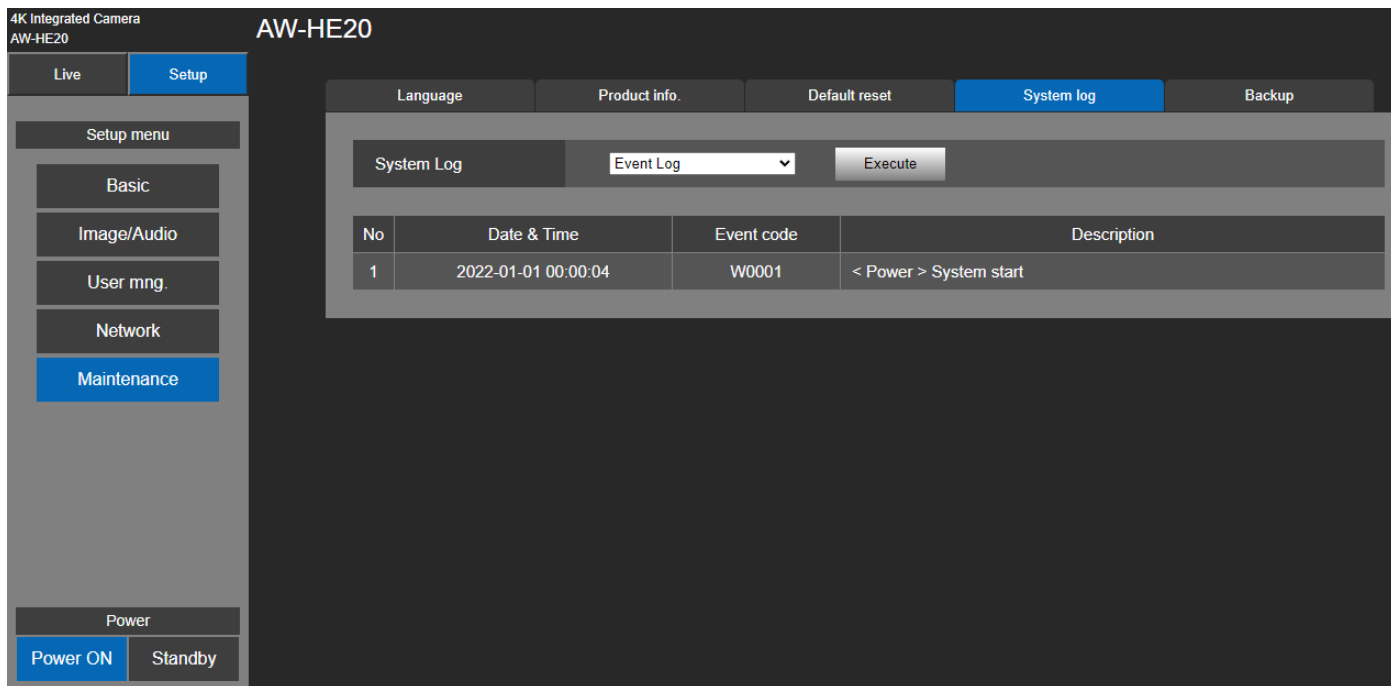 4K Integrated Camera
AW-HE20
AW-HE20
Live Setup
Language Product info. Default reset System log Backup
Setup menu
System Log Event Log Execute
Basic
Image/Audio
No Date & Time Event code Description
1 2022-01-01 00:00:04 W0001 < Power > System start
User mng.
Network
Maintenance
Power
Power ON Standby